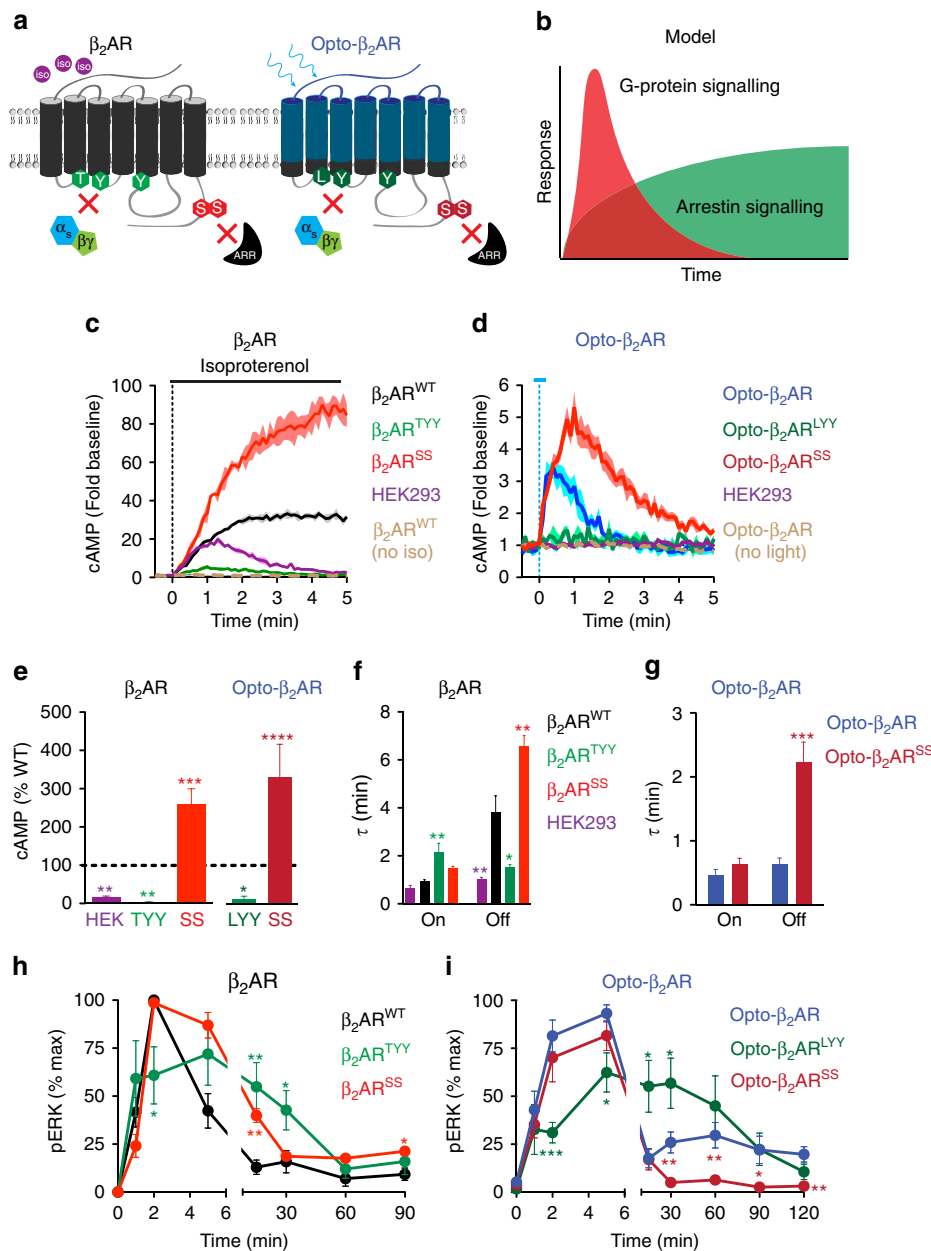 a
β₂AR
iso iso iso
T Y Y
S S
αₛ
βγ
ARR
Opto-β₂AR
L Y Y
S S
αₛ
βγ
ARR
b
Model
G-protein signalling
Arrestin signalling
Response
Time
c
β₂AR
Isoproterenol
cAMP (Fold baseline)
100
80
60
40
20
0
0 1 2 3 4 5
Time (min)
β₂ARᵂᵀ
β₂ARᵀʸʸ
β₂ARˢˢ
HEK293
β₂ARᵂᵀ
(no iso)
d
Opto-β₂AR
cAMP (Fold baseline)
6
5
4
3
2
1
0
0 1 2 3 4 5
Time (min)
Opto-β₂AR
Opto-β₂ARᴸʸʸ
Opto-β₂ARˢˢ
HEK293
Opto-β₂AR
(no light)
e
β₂AR Opto-β₂AR
cAMP (% WT)
500
400
300
200
100
0
** ** *** * ****
HEK TYY SS LYY SS
f
β₂AR
τ (min)
8
6
4
2
0
** ** * **
On Off
β₂ARᵂᵀ
β₂ARᵀʸʸ
β₂ARˢˢ
HEK293
g
Opto-β₂AR
τ (min)
3
2
1
0
***
On Off
Opto-β₂AR
Opto-β₂ARˢˢ
h
β₂AR
pERK (% max)
100
75
50
25
0
* ** ** * *
0 2 4 6 30 60 90
Time (min)
β₂ARᵂᵀ
β₂ARᵀʸʸ
β₂ARˢˢ
i
Opto-β₂AR
pERK (% max)
100
75
50
25
0
*** * * * ** ** * **
0 2 4 6 30 60 90 120
Time (min)
Opto-β₂AR
Opto-β₂ARᴸʸʸ
Opto-β₂ARˢˢ